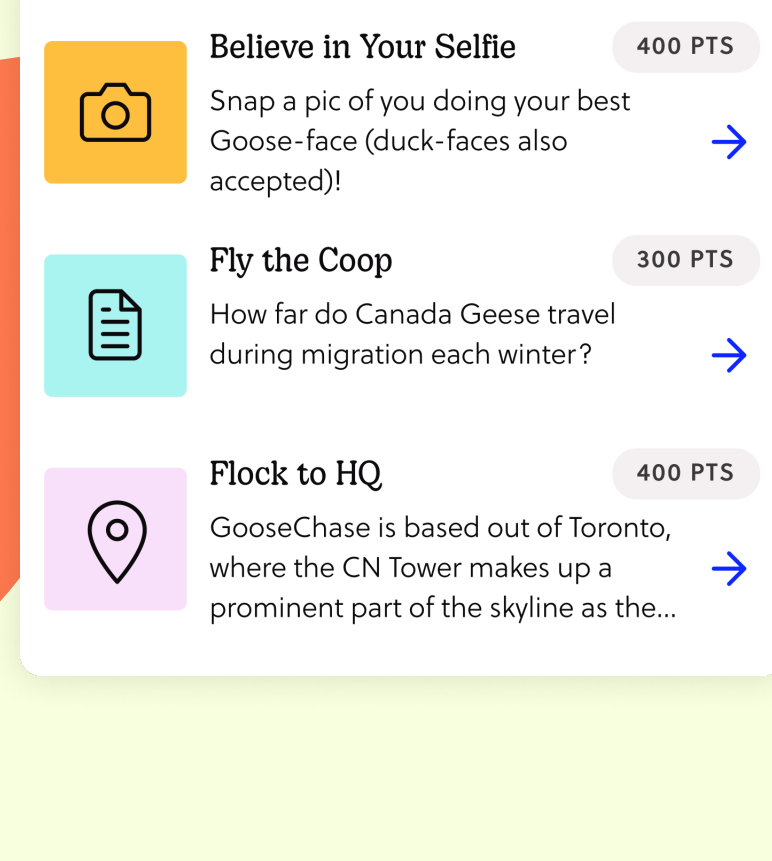 Believe in Your Selfie
400 PTS
Snap a pic of you doing your best
Goose-face (duck-faces also
accepted)!
Fly the Coop
300 PTS
How far do Canada Geese travel
during migration each winter?
Flock to HQ
400 PTS
GooseChase is based out of Toronto,
where the CN Tower makes up a
prominent part of the skyline as the...